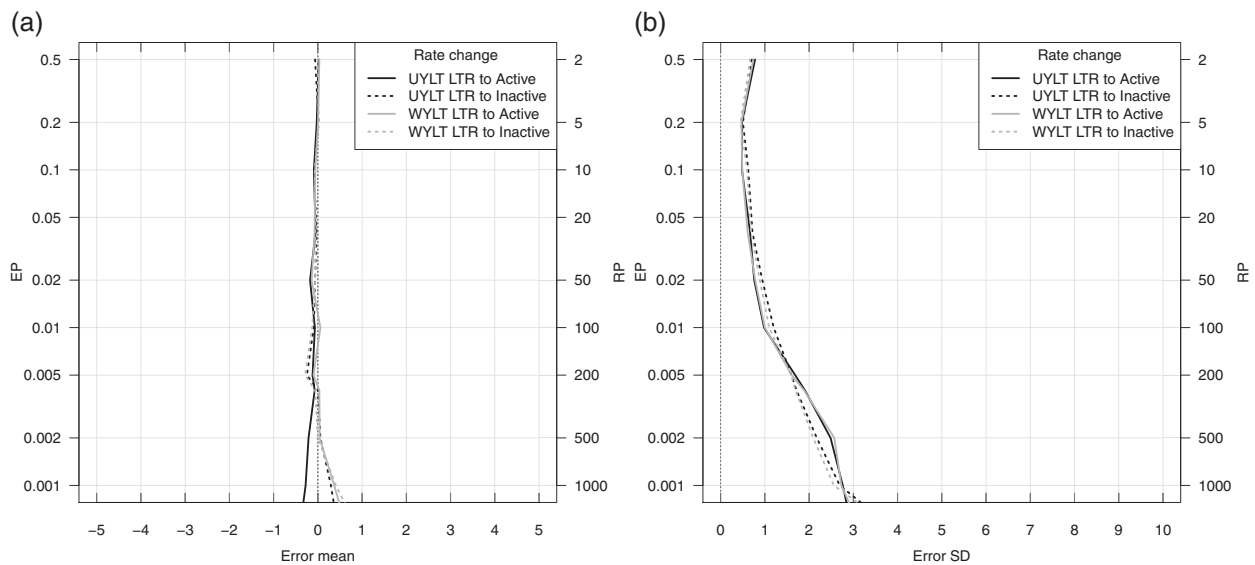 (a)
Rate change
UYLT LTR to Active
UYLT LTR to Inactive
WYLT LTR to Active
WYLT LTR to Inactive
0.5
0.2
0.1
0.05
0.02
0.01
0.005
0.002
0.001
EP
2
5
10
20
50
100
200
500
1000
RP
−5 −4 −3 −2 −1 0 1 2 3 4 5
Error mean
(b)
Rate change
UYLT LTR to Active
UYLT LTR to Inactive
WYLT LTR to Active
WYLT LTR to Inactive
0.5
0.2
0.1
0.05
0.02
0.01
0.005
0.002
0.001
EP
2
5
10
20
50
100
200
500
1000
RP
0 1 2 3 4 5 6 7 8 9 10
Error SD